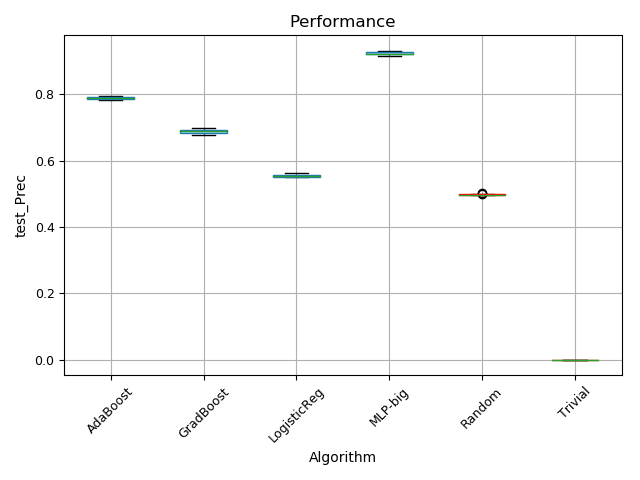 Performance
test_Prec
0.8
0.6
0.4
0.2
0.0
AdaBoost
GradBoost
LogisticReg
MLP-big
Random
Trivial
Algorithm